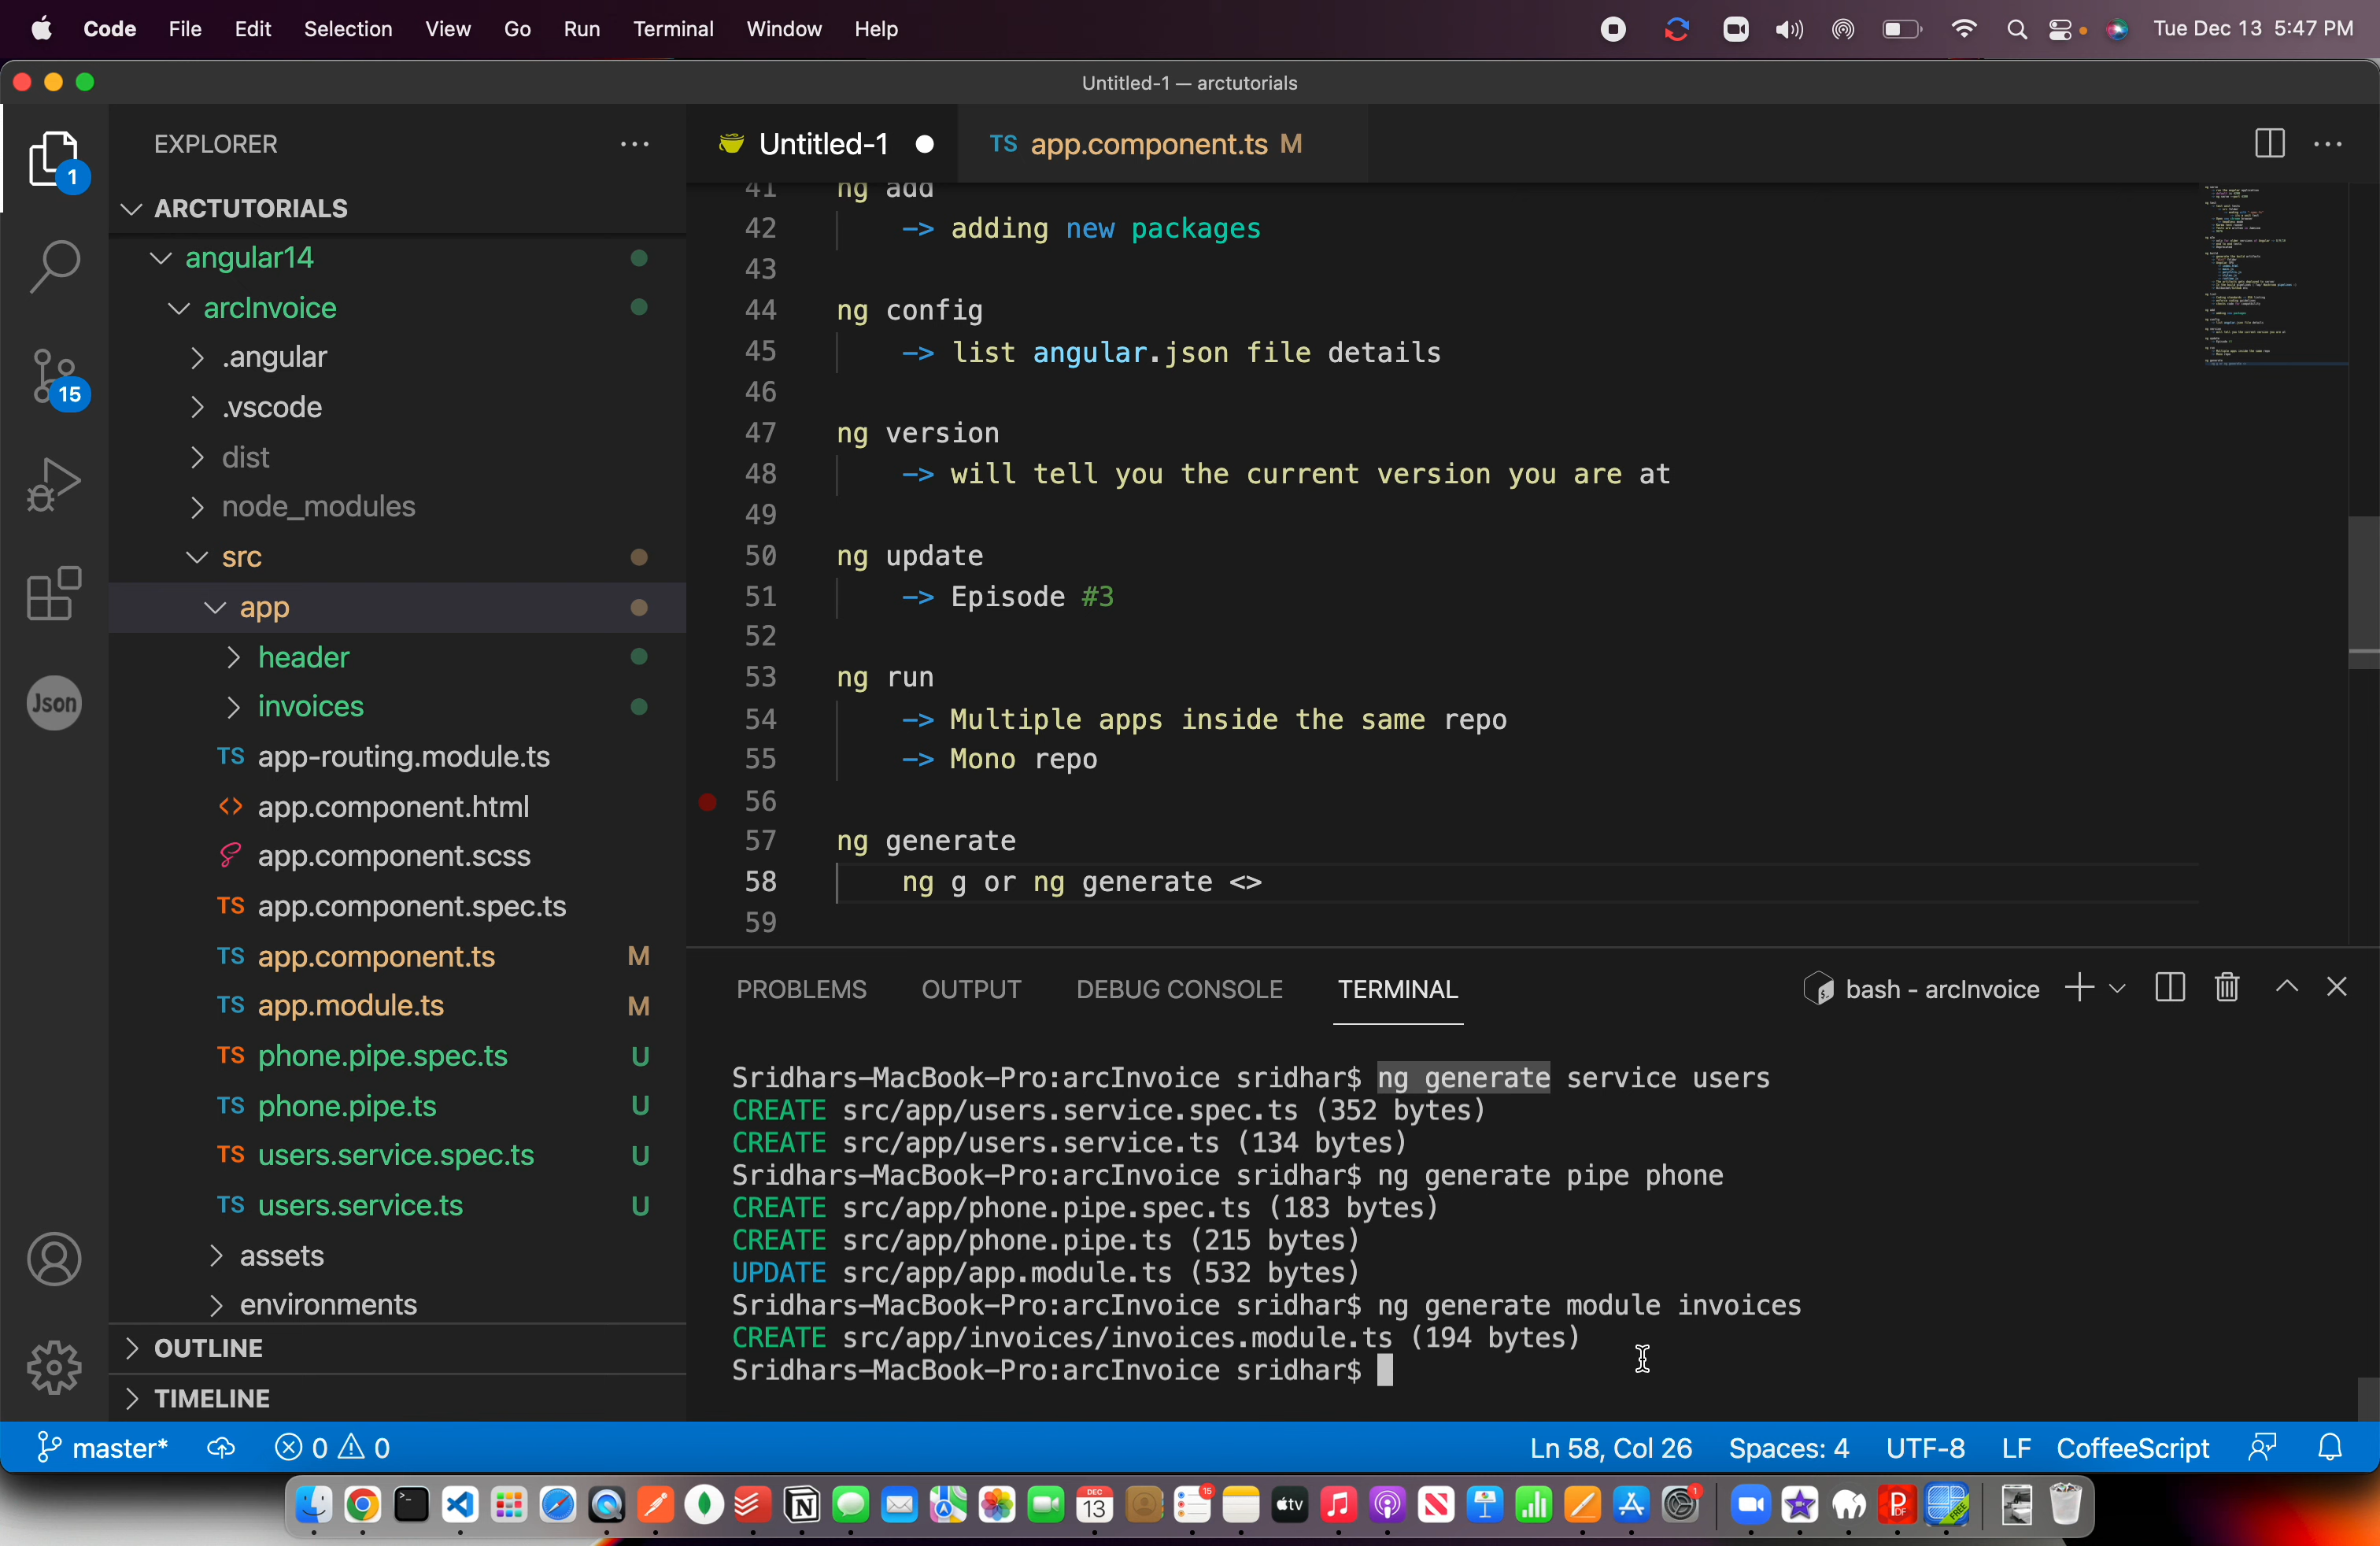 Code File Edit Selection View Go Run Terminal Window Help Tue Dec 13 5:47 PM
Untitled-1 — arctutorials
EXPLORER
ARCTUTORIALS
angular14
arcInvoice
.angular
.vscode
dist
node_modules
src
app
header
invoices
TS app-routing.module.ts
<> app.component.html
app.component.scss
TS app.component.spec.ts
TS app.component.ts M
TS app.module.ts M
TS phone.pipe.spec.ts U
TS phone.pipe.ts U
TS users.service.spec.ts U
TS users.service.ts U
assets
environments
OUTLINE
TIMELINE
1
15
Json
Untitled-1
TS app.component.ts M
41 ng add
42 -> adding new packages
43
44 ng config
45 -> list angular.json file details
46
47 ng version
48 -> will tell you the current version you are at
49
50 ng update
51 -> Episode #3
52
53 ng run
54 -> Multiple apps inside the same repo
55 -> Mono repo
56
57 ng generate
58 ng g or ng generate <>
59
PROBLEMS OUTPUT DEBUG CONSOLE TERMINAL bash - arcInvoice
Sridhars-MacBook-Pro:arcInvoice sridhar$ ng generate service users
CREATE src/app/users.service.spec.ts (352 bytes)
CREATE src/app/users.service.ts (134 bytes)
Sridhars-MacBook-Pro:arcInvoice sridhar$ ng generate pipe phone
CREATE src/app/phone.pipe.spec.ts (183 bytes)
CREATE src/app/phone.pipe.ts (215 bytes)
UPDATE src/app/app.module.ts (532 bytes)
Sridhars-MacBook-Pro:arcInvoice sridhar$ ng generate module invoices
CREATE src/app/invoices/invoices.module.ts (194 bytes)
Sridhars-MacBook-Pro:arcInvoice sridhar$
master* 0 0 Ln 58, Col 26 Spaces: 4 UTF-8 LF CoffeeScript
DEC
13
15
tv
1
PDF
FREE